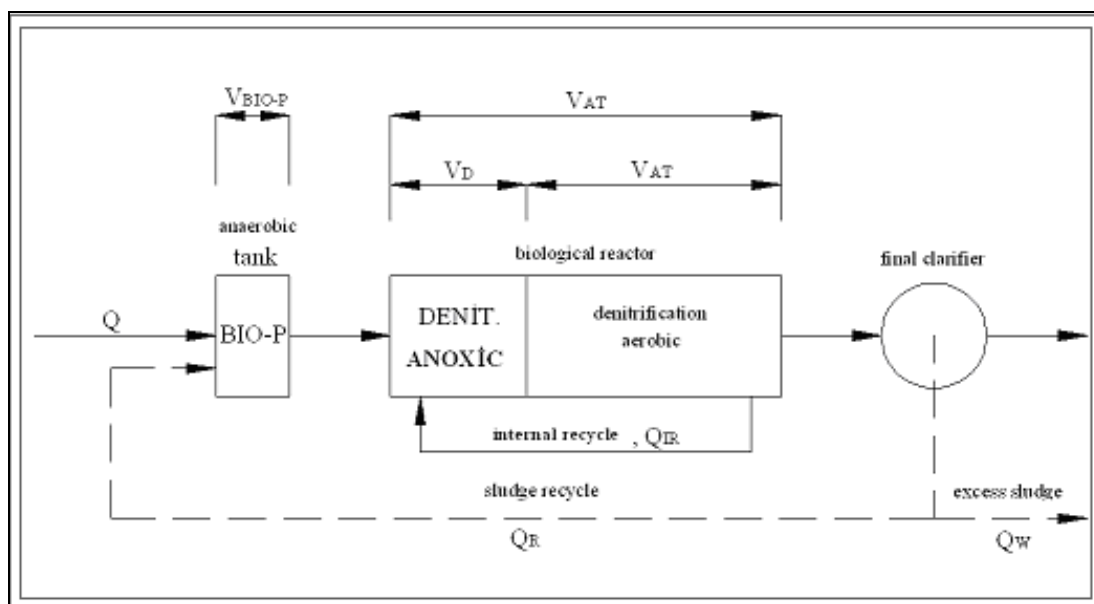 VBIO-P
VAT
VD
VAT
anaerobic
tank
biological reactor
final clarifier
Q
BIO-P
DENİT.
ANOXİC
denitrification
aerobic
internal recycle , QIR
sludge recycle
excess sludge
QR
QW